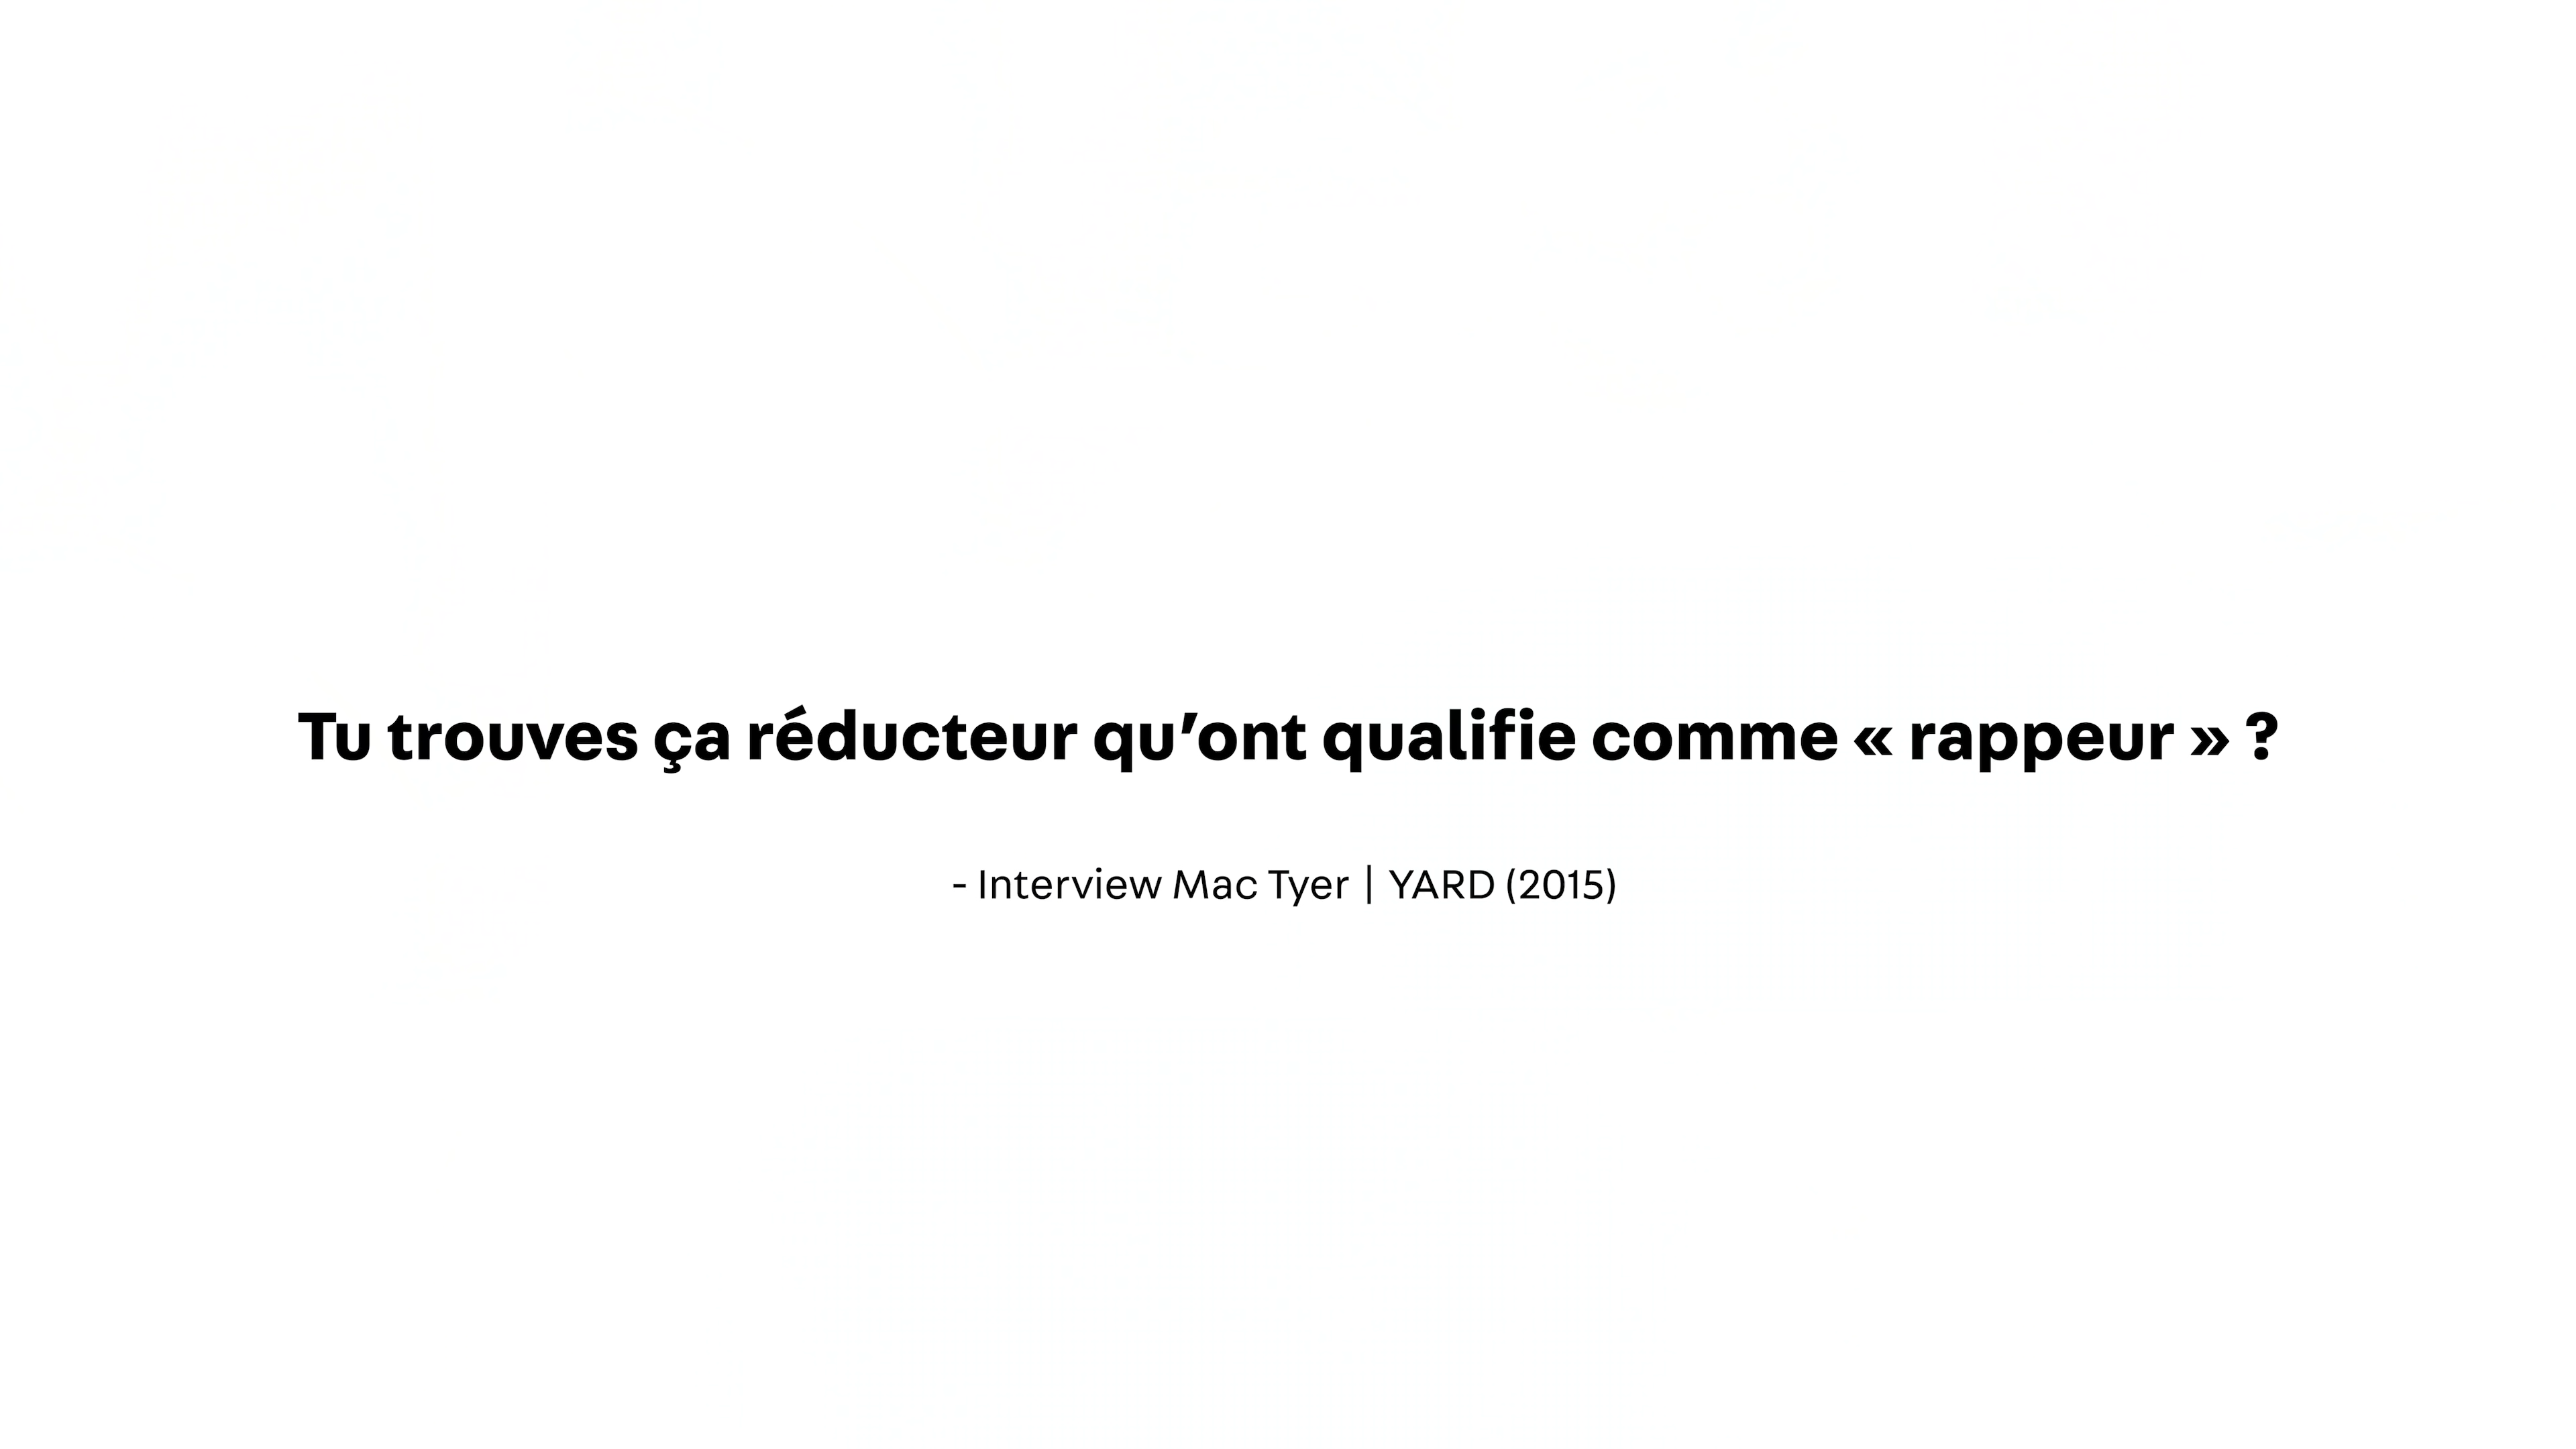 Tu trouves ça réducteur qu’ont qualifie comme « rappeur » ?
- Interview Mac Tyer | YARD (2015)